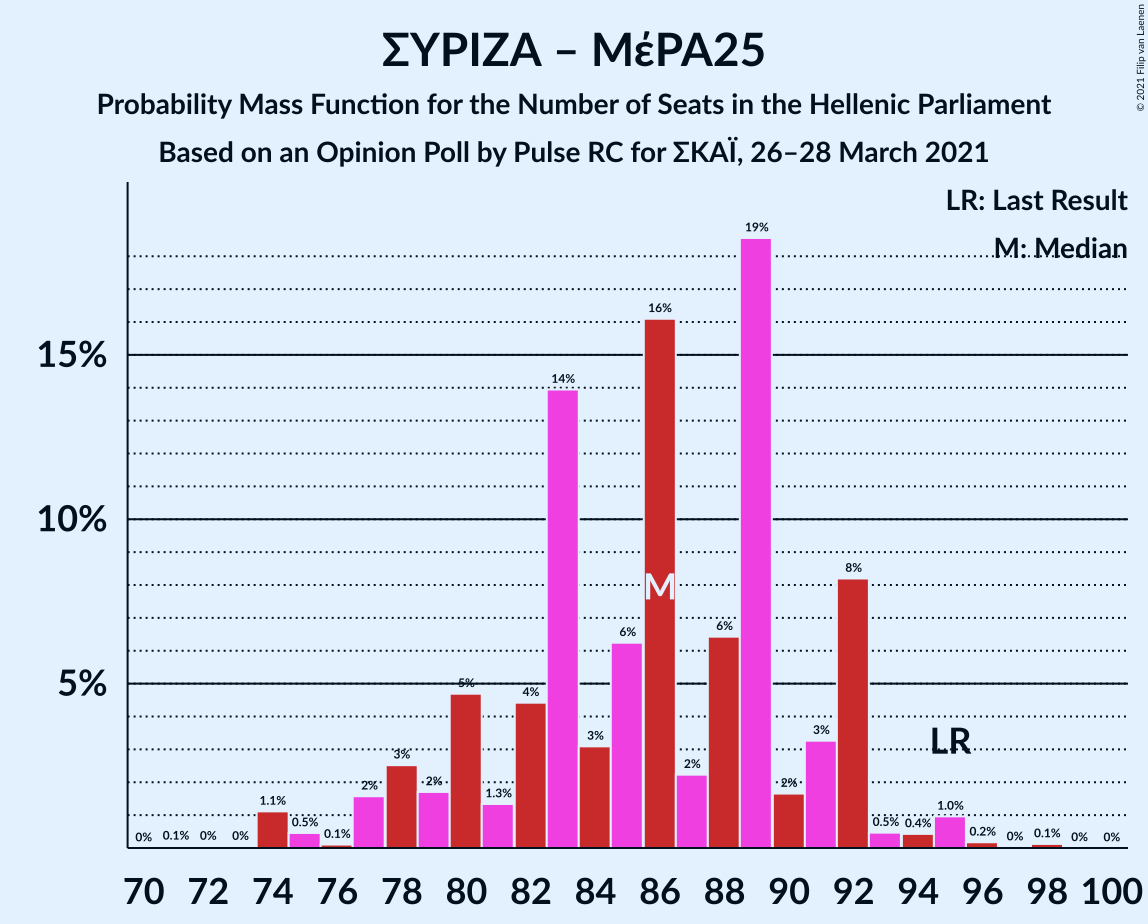 ΣΥΡΙΖΑ – ΜέΡΑ25
Probability Mass Function for the Number of Seats in the Hellenic Parliament
Based on an Opinion Poll by Pulse RC for ΣΚΑΪ, 26–28 March 2021
© 2021 Filip van Laenen
LR: Last Result
M: Median
15%
10%
5%
0% 0.1% 0% 0% 1.1% 0.5% 0.1% 2% 3% 2% 5% 1.3% 4% 14% 3% 6% 16% 2% 6% 19% 2% 3% 8% 0.5% 0.4% 1.0% 0.2% 0% 0.1% 0% 0%
M
LR
70 72 74 76 78 80 82 84 86 88 90 92 94 96 98 100